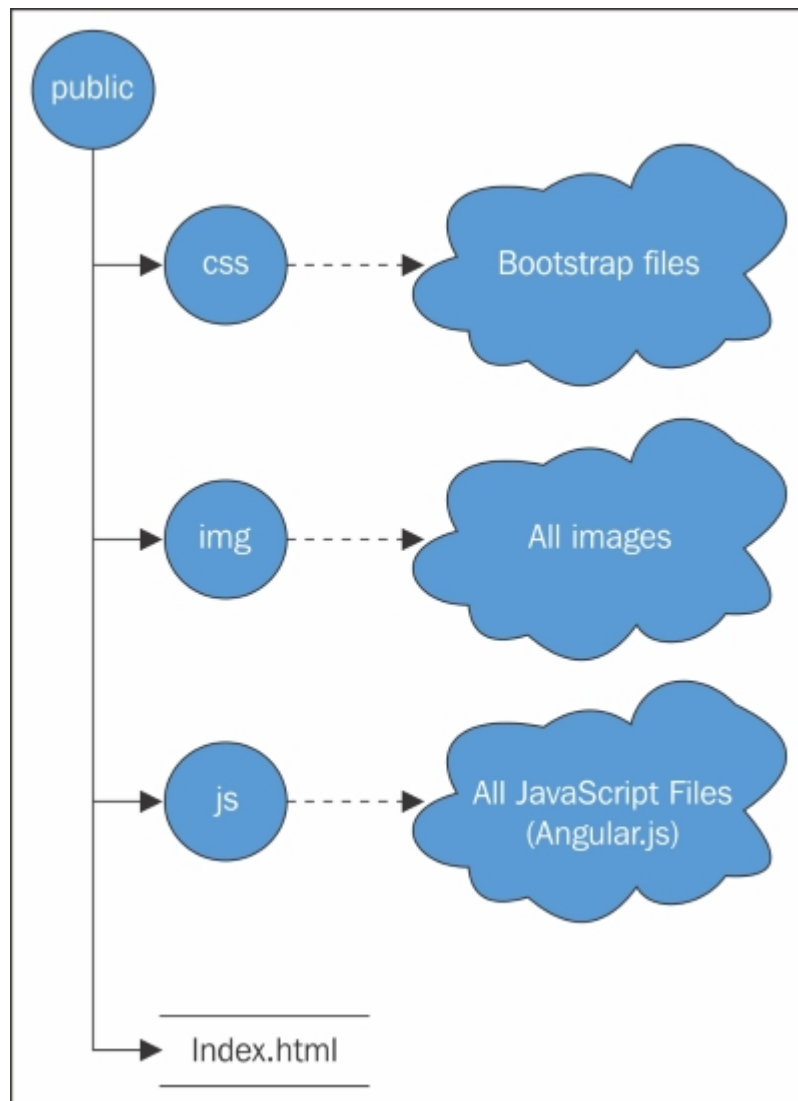 public
css
Bootstrap files
img
All images
js
All JavaScript Files
(Angular.js)
Index.html